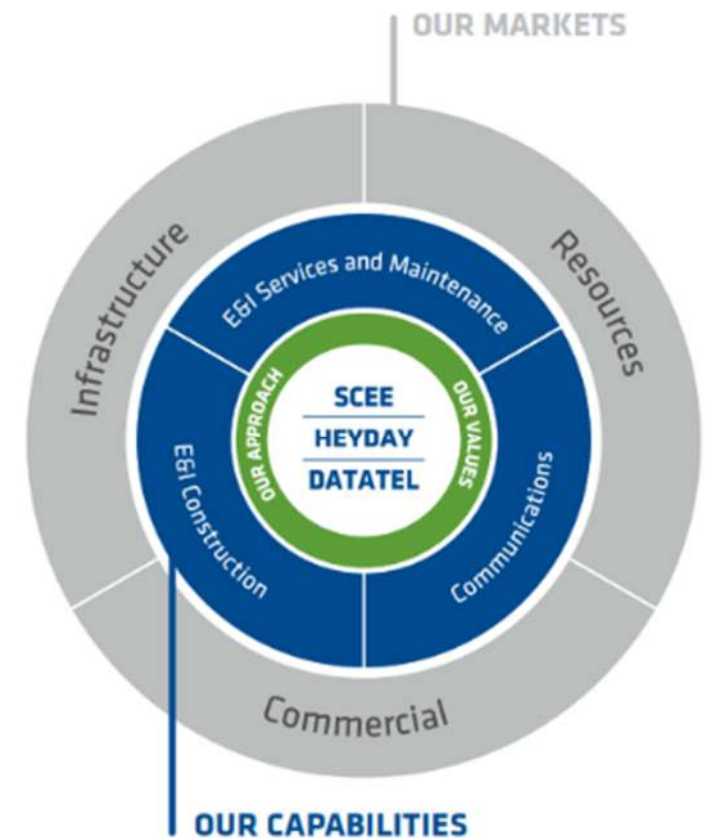 OUR MARKETS
Infrastructure
Resources
E&I Services and Maintenance
OUR APPROACH
OUR VALUES
SCEE
HEYDAY
DATATEL
E&I Construction
Communications
Commercial
OUR CAPABILITIES